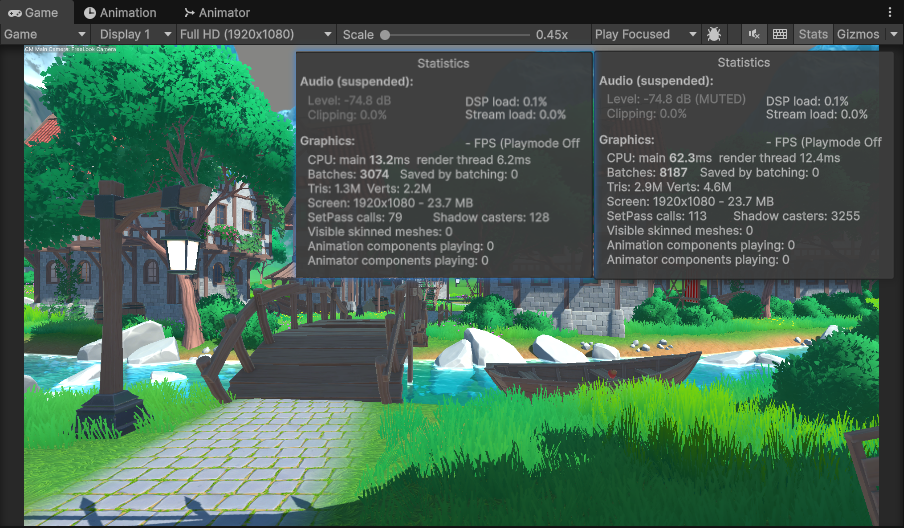 Game Animation Animator
Game Display 1 Full HD (1920x1080) Scale 0.45x Play Focused Stats Gizmos
CM Main Camera: FreeLook Camera
Statistics
Audio (suspended):
Level: -74.8 dB DSP load: 0.1%
Clipping: 0.0% Stream load: 0.0%
Graphics: - FPS (Playmode Off
CPU: main 13.2ms render thread 6.2ms
Batches: 3074 Saved by batching: 0
Tris: 1.3M Verts: 2.2M
Screen: 1920x1080 - 23.7 MB
SetPass calls: 79 Shadow casters: 128
Visible skinned meshes: 0
Animation components playing: 0
Animator components playing: 0
Statistics
Audio (suspended):
Level: -74.8 dB (MUTED) DSP load: 0.1%
Clipping: 0.0% Stream load: 0.0%
Graphics: - FPS (Playmode Off
CPU: main 62.3ms render thread 12.4ms
Batches: 8187 Saved by batching: 0
Tris: 2.9M Verts: 4.6M
Screen: 1920x1080 - 23.7 MB
SetPass calls: 113 Shadow casters: 3255
Visible skinned meshes: 0
Animation components playing: 0
Animator components playing: 0